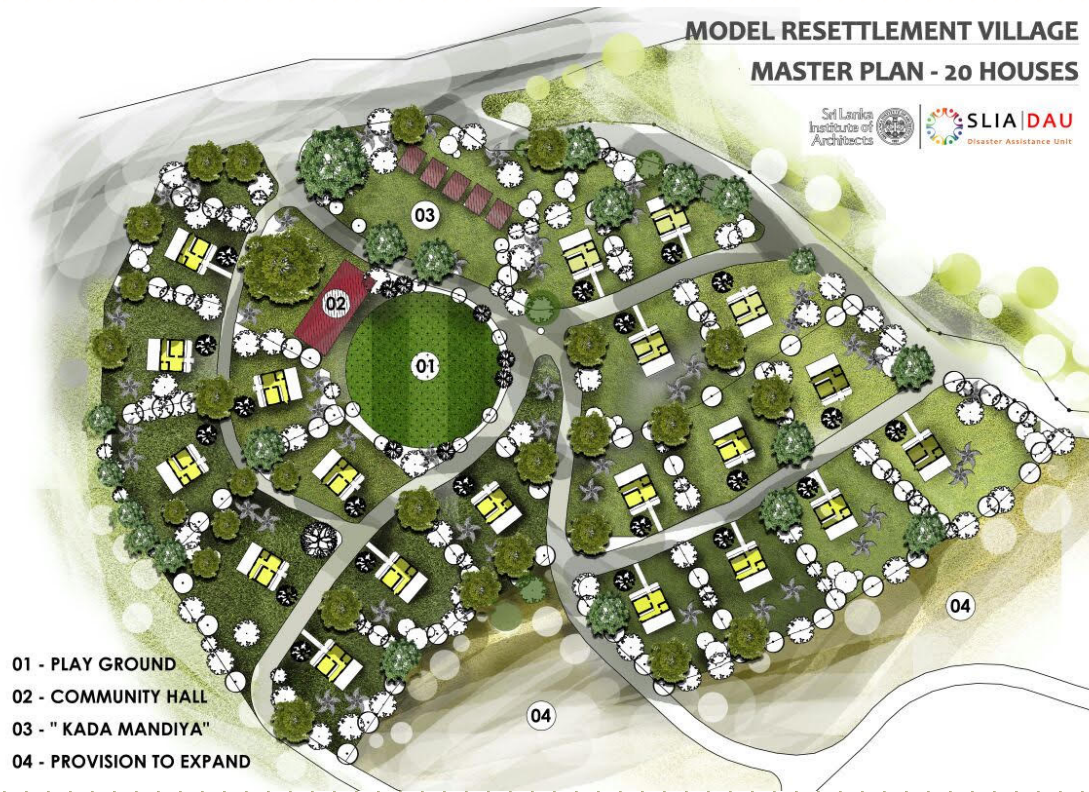 MODEL RESETTLEMENT VILLAGE
MASTER PLAN - 20 HOUSES
Sri Lanka
Institute of
Architects
SLIA|DAU
Disaster Assistance Unit
03
02
01
04
04
01 - PLAY GROUND
02 - COMMUNITY HALL
03 - " KADA MANDIYA"
04 - PROVISION TO EXPAND